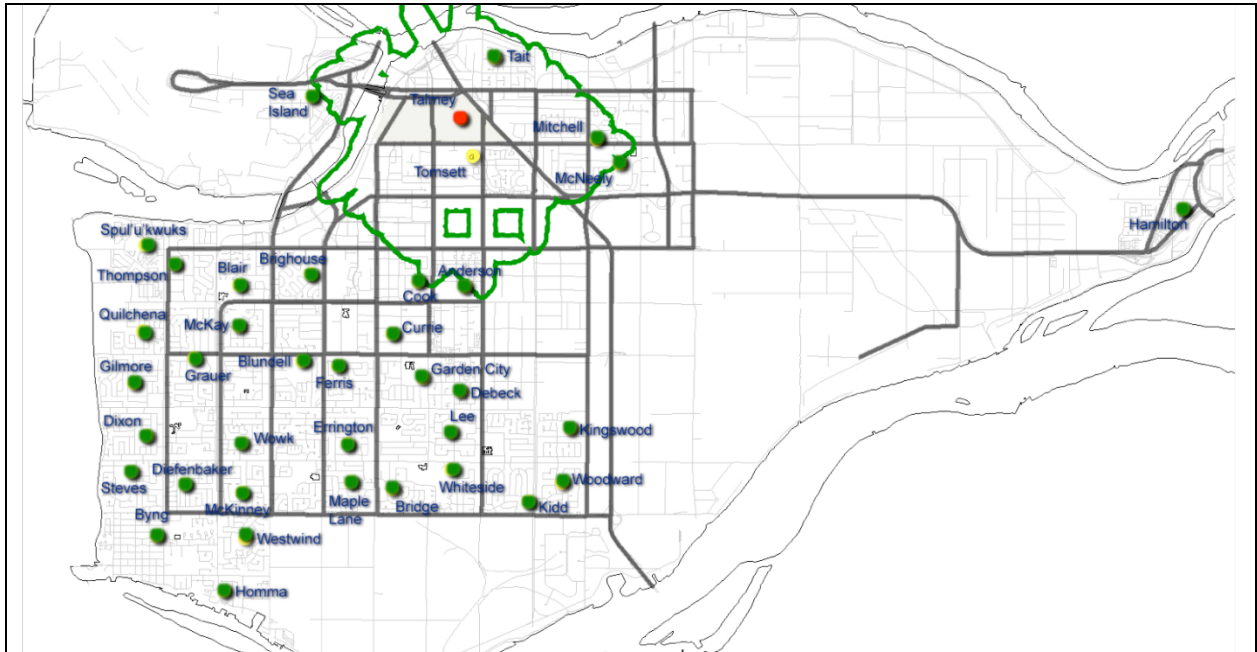 Tait
Sea
Island
Talmey
Mitchell
Tomsett
McNeely
Hamilton
Spul'u'kwuks
Thompson
Blair
Brighouse
Anderson
Cook
Quilchena
McKay
Currie
Gilmore
Grauer
Blundell
Ferris
Garden City
Debeck
Dixon
Wowk
Errington
Lee
Kingswood
Diefenbaker
Steves
McKinney
Maple
Lane
Bridge
Whiteside
Woodward
Kidd
Byng
Westwind
Homma